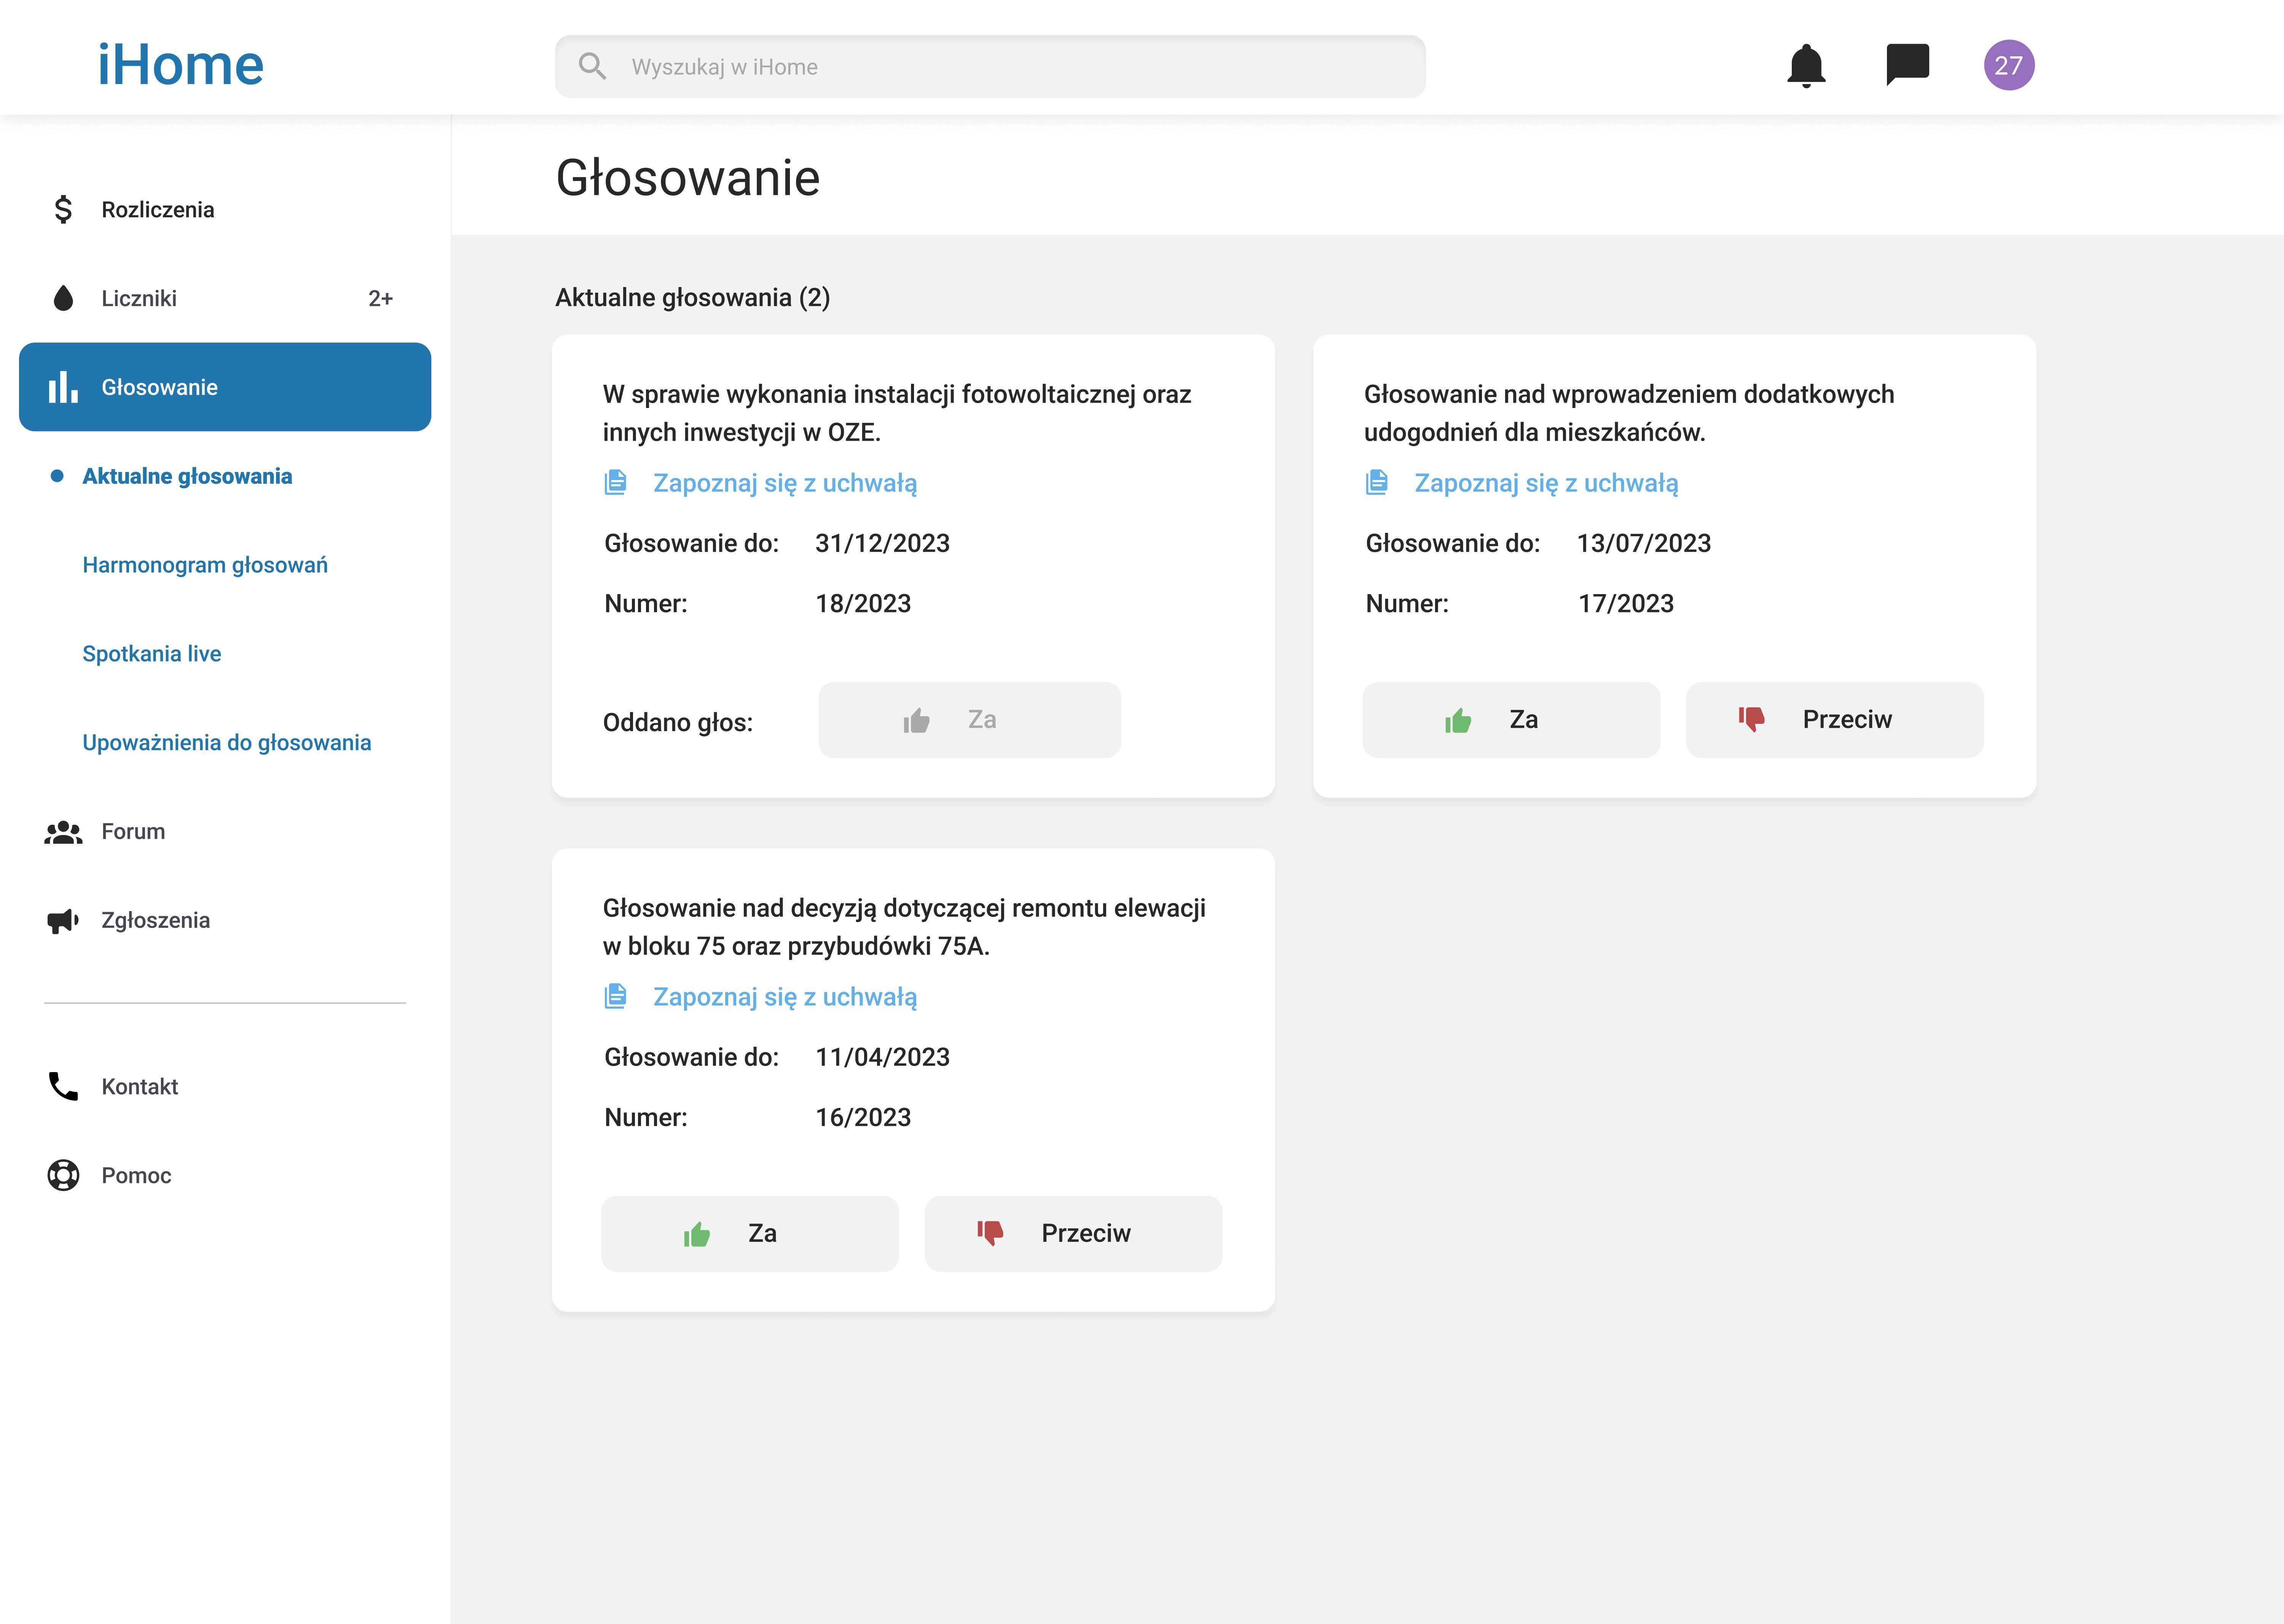 iHome
Wyszukaj w iHome
27
Rozliczenia
Liczniki 2+
Głosowanie
Aktualne głosowania
Harmonogram głosowań
Spotkania live
Upoważnienia do głosowania
Forum
Zgłoszenia
Kontakt
Pomoc
Głosowanie
Aktualne głosowania (2)
W sprawie wykonania instalacji fotowoltaicznej oraz
innych inwestycji w OZE.
Zapoznaj się z uchwałą
Głosowanie do: 31/12/2023
Numer: 18/2023
Oddano głos: Za
Głosowanie nad wprowadzeniem dodatkowych
udogodnień dla mieszkańców.
Zapoznaj się z uchwałą
Głosowanie do: 13/07/2023
Numer: 17/2023
Za Przeciw
Głosowanie nad decyzją dotyczącej remontu elewacji
w bloku 75 oraz przybudówki 75A.
Zapoznaj się z uchwałą
Głosowanie do: 11/04/2023
Numer: 16/2023
Za Przeciw